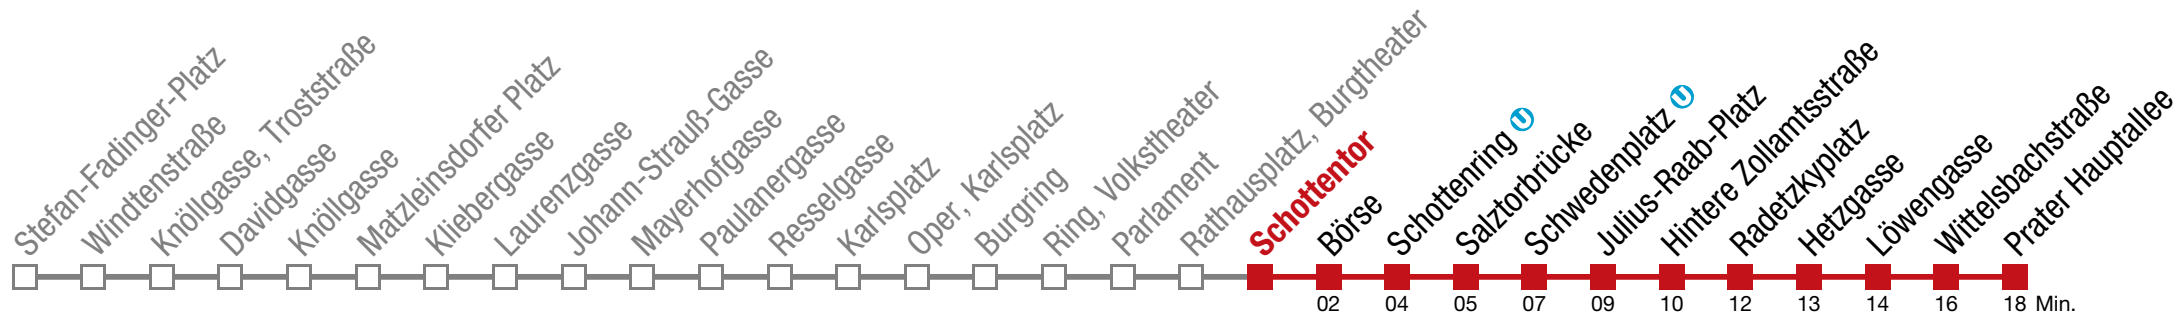 Stefan-Fadinger-Platz
Windtenstraße
Knöllgasse, Troststraße
Davidgasse
Knöllgasse
Matzleinsdorfer Platz
Kliebergasse
Laurenzgasse
Johann-Strauß-Gasse
Mayerhofgasse
Paulanergasse
Resselgasse
Karlsplatz
Oper, Karlsplatz
Burgring
Ring, Volkstheater
Parlament
Rathausplatz, Burgtheater
Schottentor
Börse
Schottenring U
Salztorbrücke
Schwedenplatz U
Julius-Raab-Platz
Hintere Zollamtsstraße
Radetzkyplatz
Hetzgasse
Löwengasse
Wittelsbachstraße
Prater Hauptallee
02 04 05 07 09 10 12 13 14 16 18 Min.